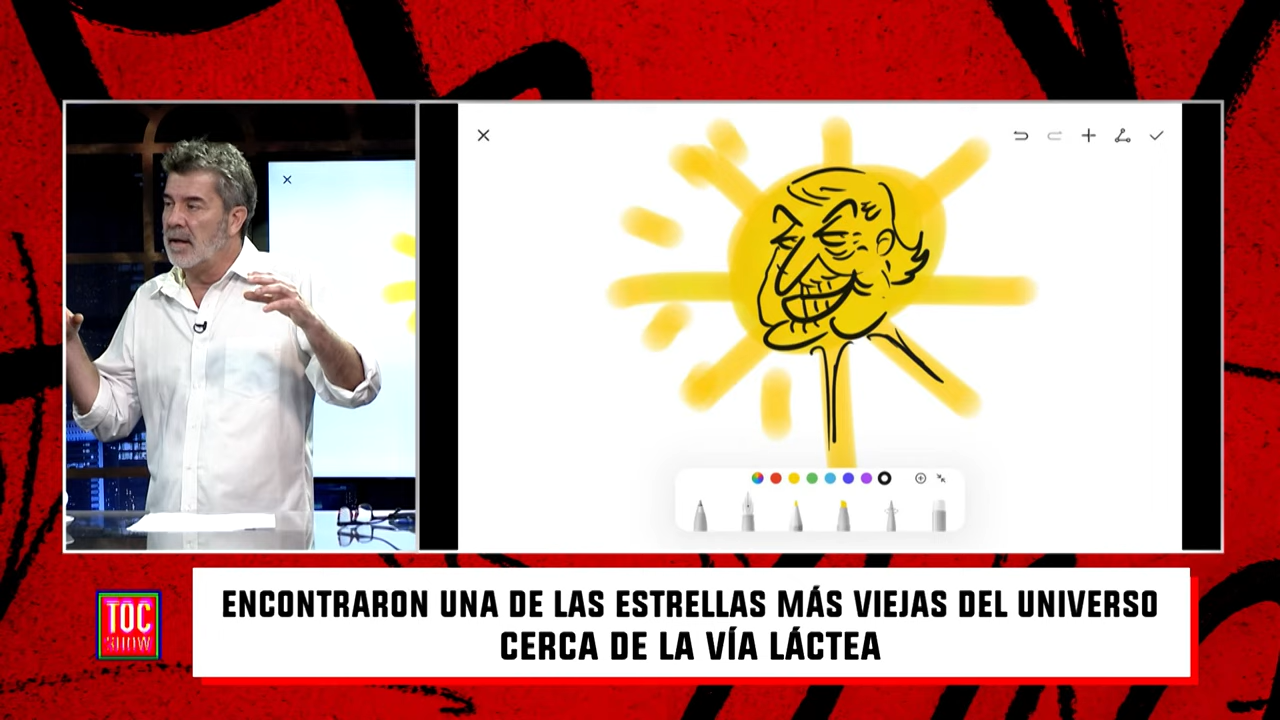 TOC
SHOW
ENCONTRARON UNA DE LAS ESTRELLAS MÁS VIEJAS DEL UNIVERSO
CERCA DE LA VÍA LÁCTEA